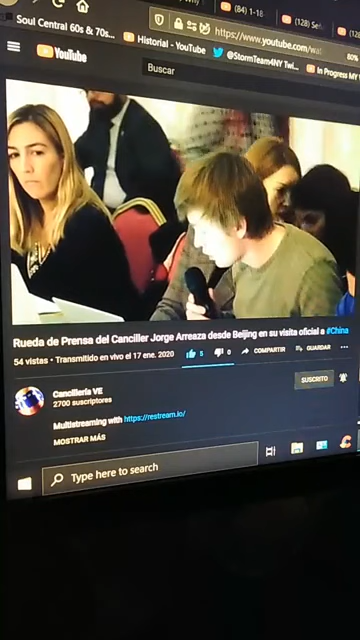 (84) 1-18
(128) Se
(128
https://www.youtube.com/wa
Soul Central 60s & 70s...
Historial - YouTube
@StormTeam4NY Twi...
In Progress MY
80%
YouTube
Buscar
Rueda de Prensa del Canciller Jorge Arreaza desde Beijing en su visita oficial a #China
54 vistas • Transmitido en vivo el 17 ene. 2020
5
0
COMPARTIR
GUARDAR
...
Cancillería VE
2700 suscriptores
SUSCRITO
Multistreaming with https://restream.io/
MOSTRAR MÁS
Type here to search